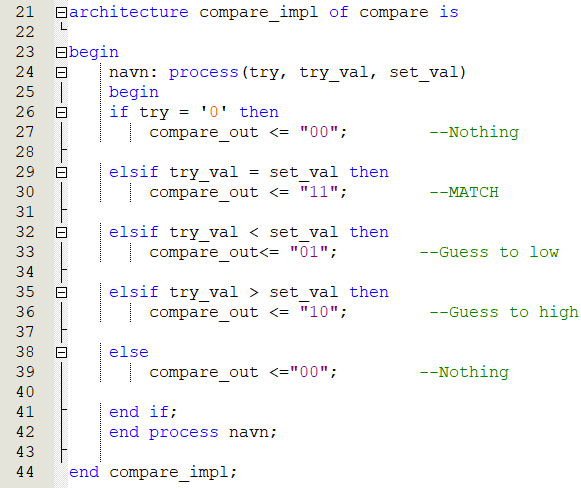 21 architecture compare_impl of compare is
22
23 begin
24     navn: process(try, try_val, set_val)
25     begin
26     if try = '0' then
27         compare_out <= "00";        --Nothing
28
29     elsif try_val = set_val then
30         compare_out <= "11";        --MATCH
31
32     elsif try_val < set_val then
33         compare_out<= "01";        --Guess to low
34
35     elsif try_val > set_val then
36         compare_out <= "10";        --Guess to high
37
38     else
39         compare_out <="00";        --Nothing
40
41     end if;
42     end process navn;
43
44 end compare_impl;